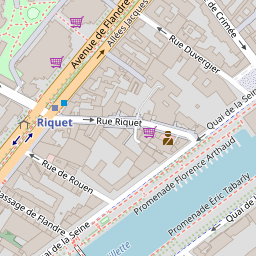 Avenue de Flandre
Allées Jacques
de Crimée
Rue Duvergier
Riquet
Rue Riquet
Quai de la Seine
Rue de Rouen
Promenade Florence Arthaud
Promenade Éric Tabarly
Passage de Flandre
Quai de la Seine
Quai de la